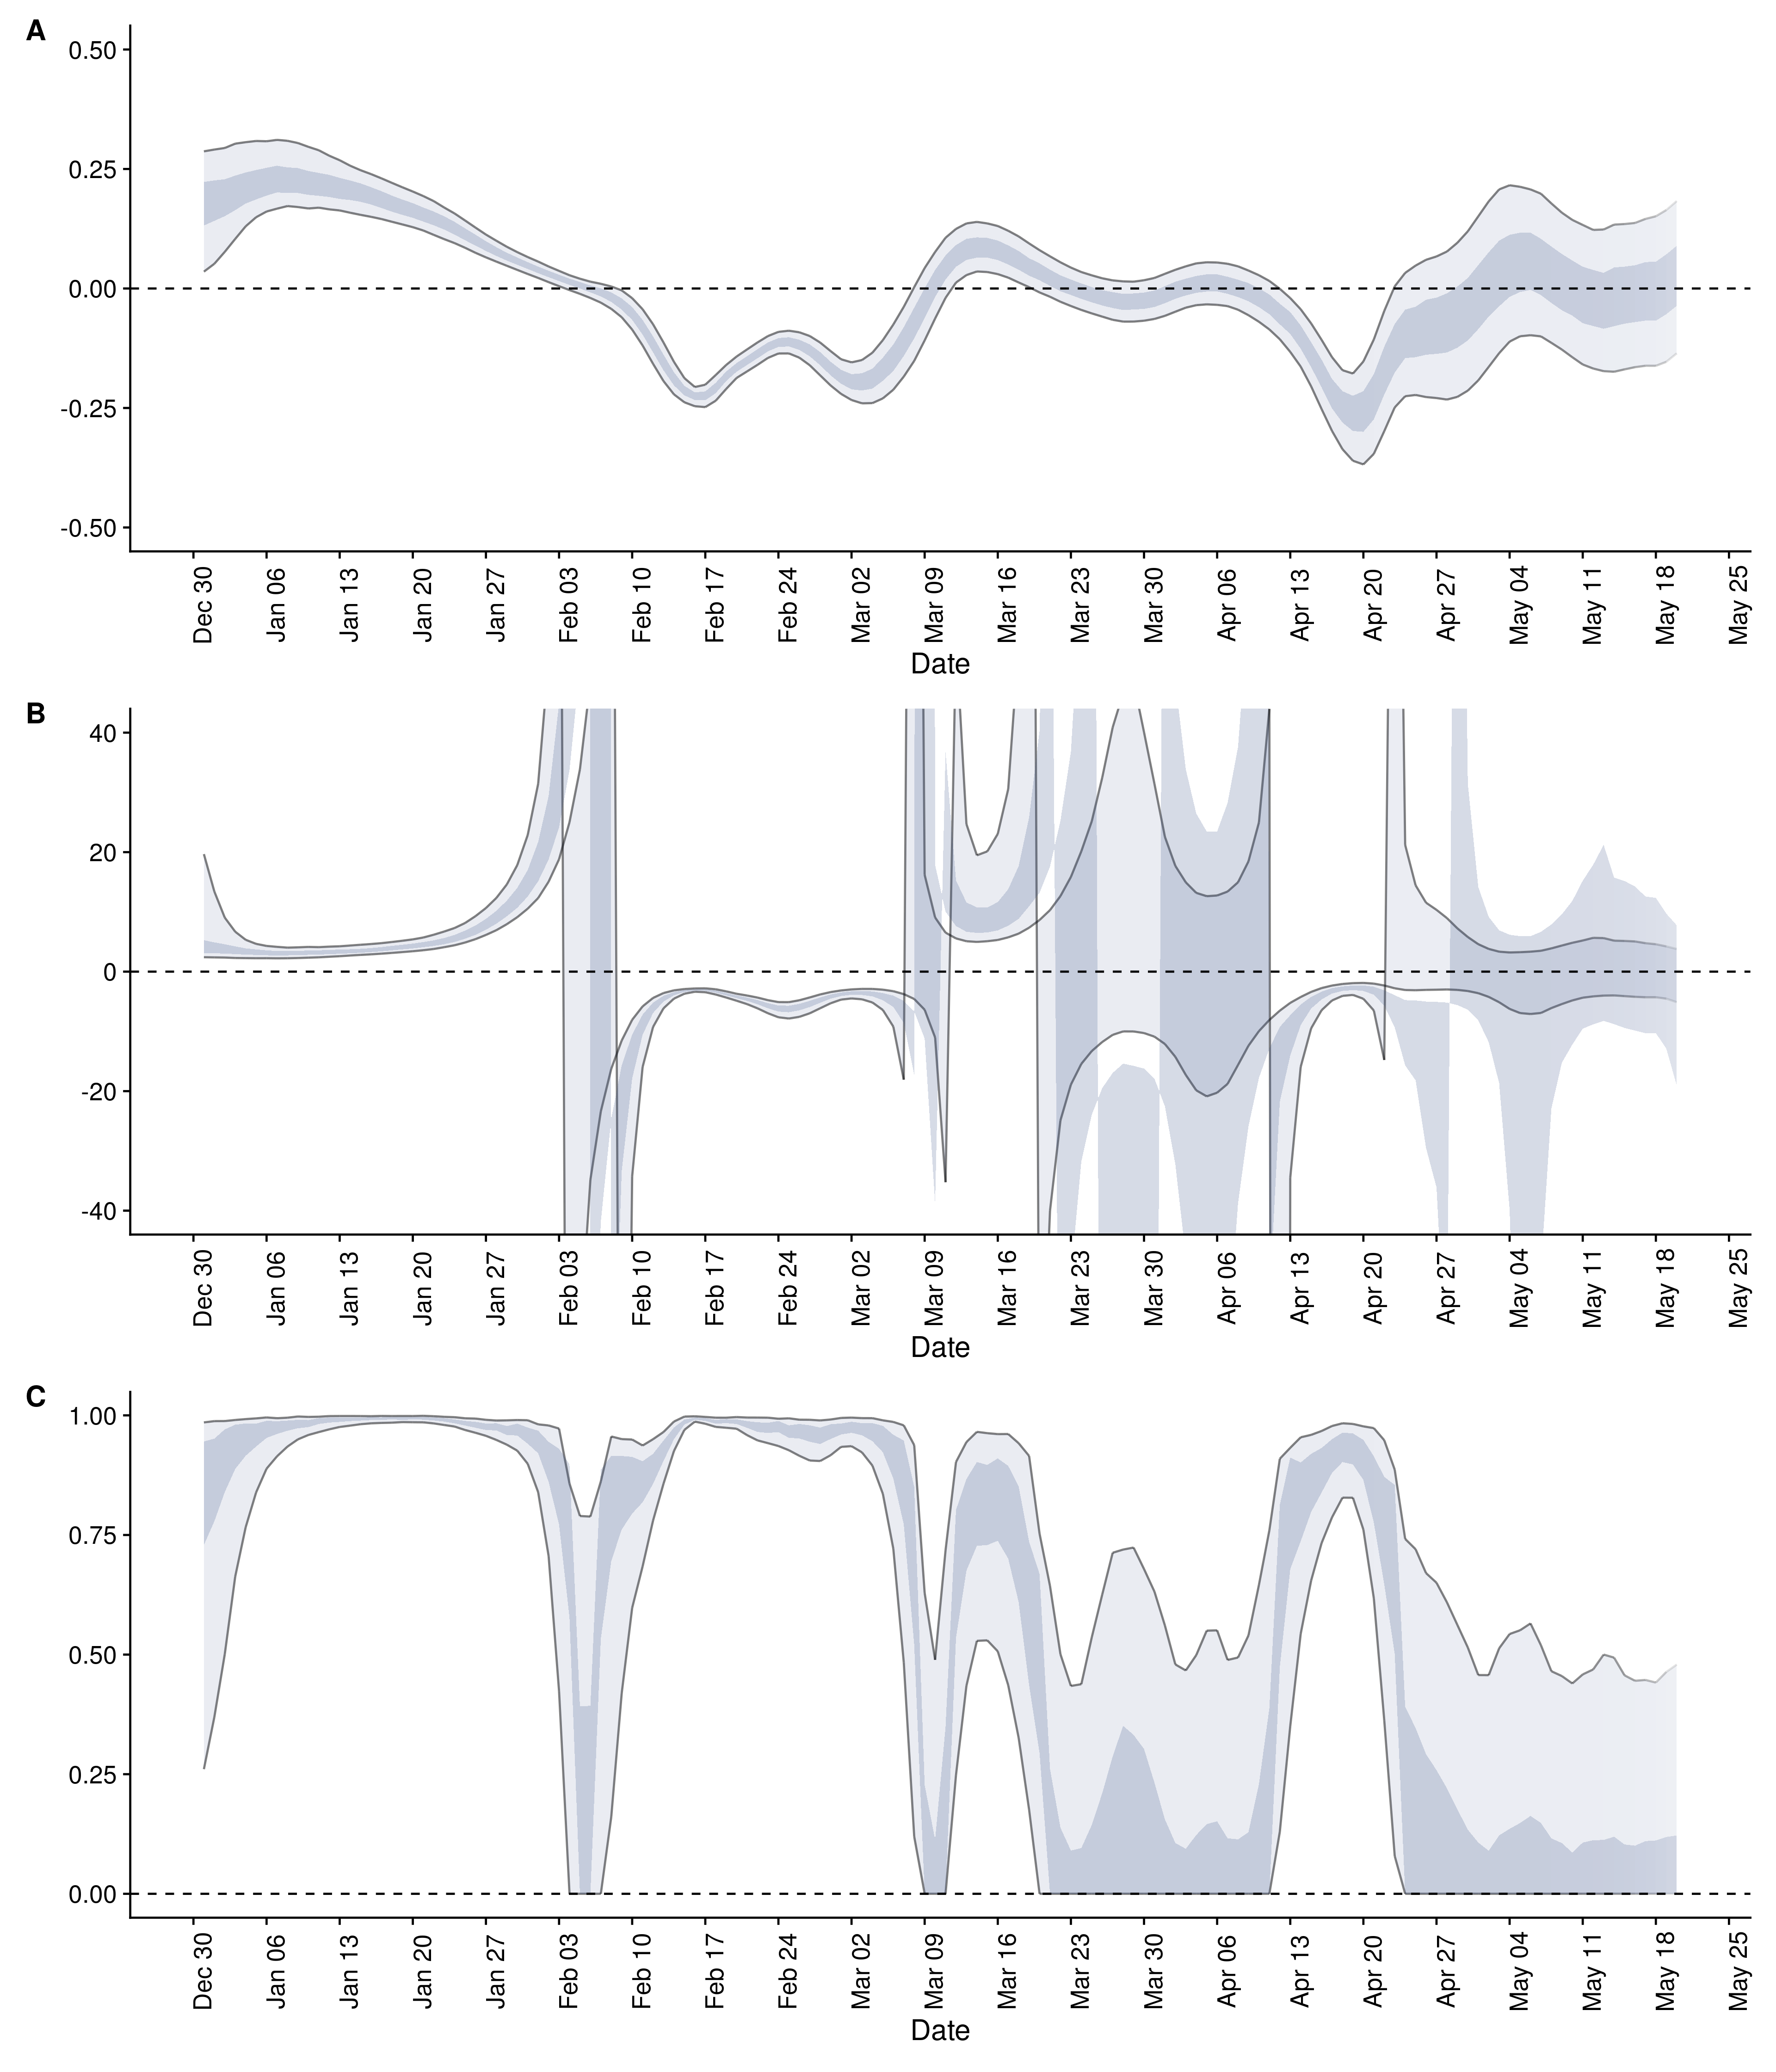 A
0.50
0.25
0.00
-0.25
-0.50
Dec 30
Jan 06
Jan 13
Jan 20
Jan 27
Feb 03
Feb 10
Feb 17
Feb 24
Mar 02
Mar 09
Mar 16
Mar 23
Mar 30
Apr 06
Apr 13
Apr 20
Apr 27
May 04
May 11
May 18
May 25
Date
B
40
20
0
-20
-40
Dec 30
Jan 06
Jan 13
Jan 20
Jan 27
Feb 03
Feb 10
Feb 17
Feb 24
Mar 02
Mar 09
Mar 16
Mar 23
Mar 30
Apr 06
Apr 13
Apr 20
Apr 27
May 04
May 11
May 18
May 25
Date
C
1.00
0.75
0.50
0.25
0.00
Dec 30
Jan 06
Jan 13
Jan 20
Jan 27
Feb 03
Feb 10
Feb 17
Feb 24
Mar 02
Mar 09
Mar 16
Mar 23
Mar 30
Apr 06
Apr 13
Apr 20
Apr 27
May 04
May 11
May 18
May 25
Date